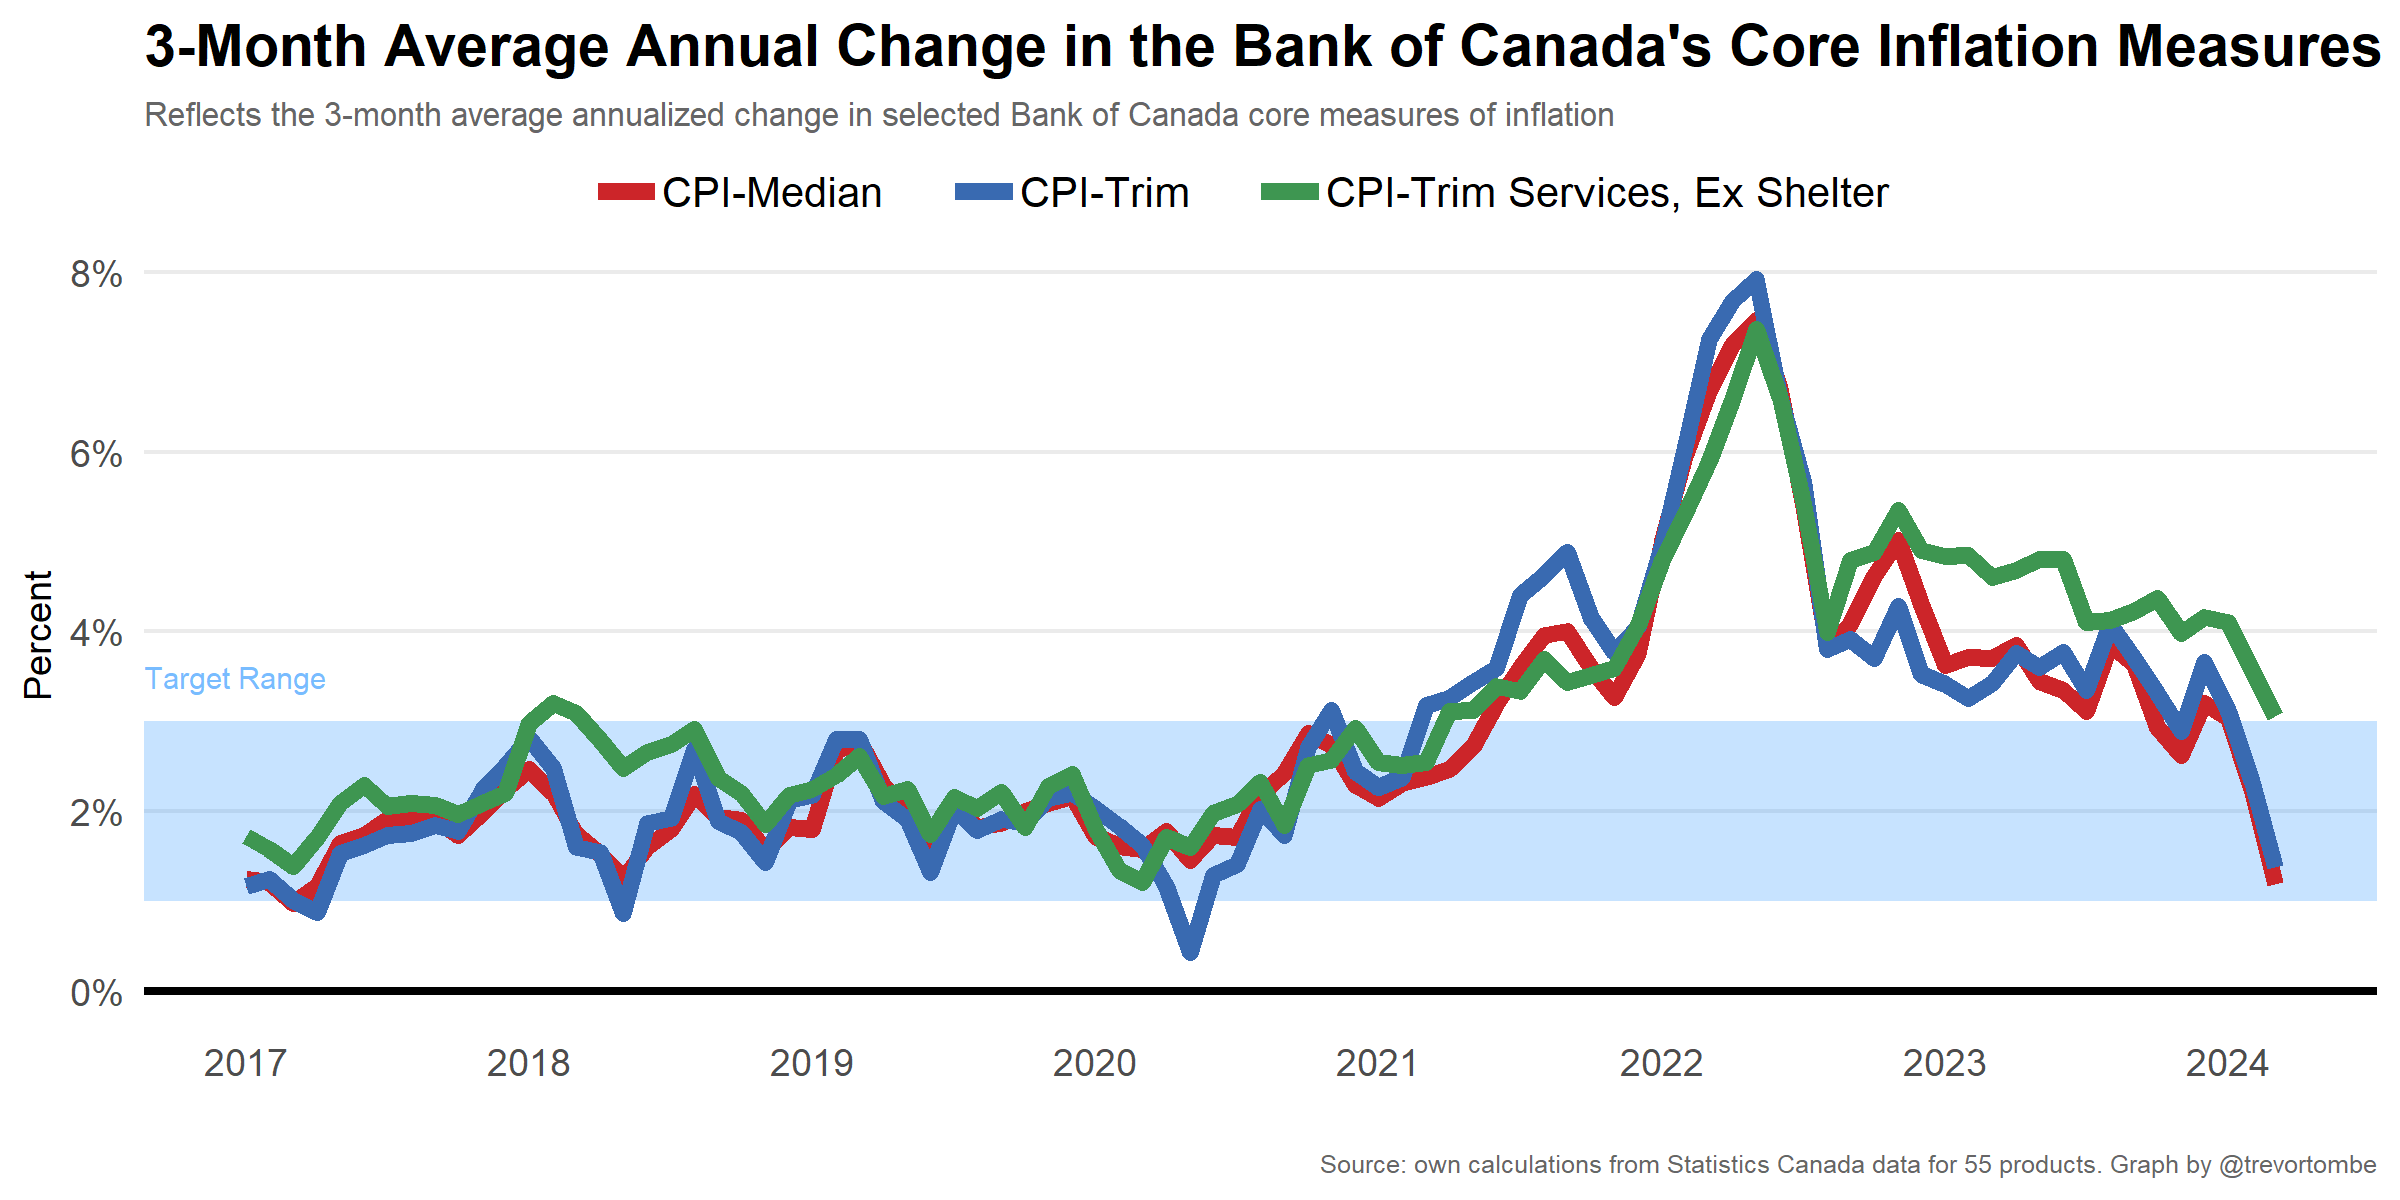 3-Month Average Annual Change in the Bank of Canada's Core Inflation Measures
Reflects the 3-month average annualized change in selected Bank of Canada core measures of inflation
CPI-Median CPI-Trim CPI-Trim Services, Ex Shelter
8%
6%
4%
2%
0%
Percent
Target Range
2017 2018 2019 2020 2021 2022 2023 2024
Source: own calculations from Statistics Canada data for 55 products. Graph by @trevortombe